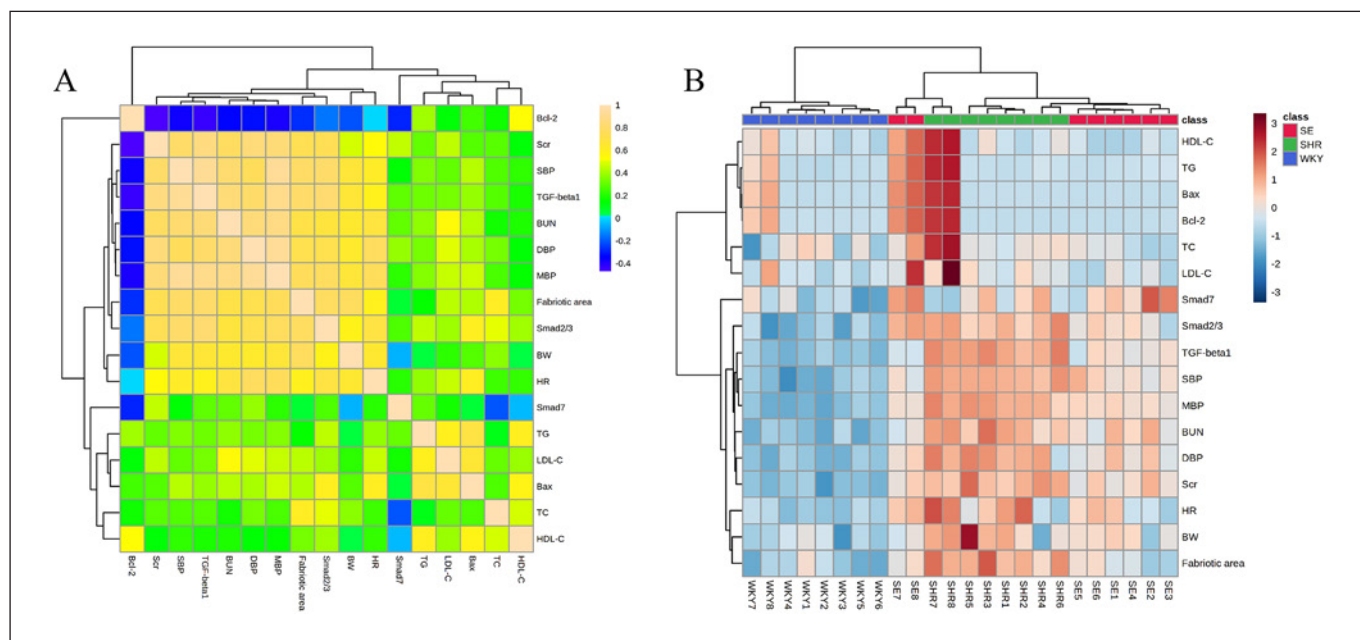 A
B
1
0.8
0.6
0.4
0.2
0
-0.2
-0.4
Bcl-2
Scr
SBP
TGF-beta1
BUN
DBP
MBP
Fabriotic area
Smad2/3
BW
HR
Smad7
TG
LDL-C
Bax
TC
HDL-C
Bcl-2
Scr
SBP
TGF-beta1
BUN
DBP
MBP
Fabriotic area
Smad2/3
BW
HR
Smad7
TG
LDL-C
Bax
TC
HDL-C
class
HDL-C
TG
Bax
Bcl-2
TC
LDL-C
Smad7
Smad2/3
TGF-beta1
SBP
MBP
BUN
DBP
Scr
HR
BW
Fabriotic area
WKY7
WKY8
WKY4
WKY1
WKY2
WKY3
WKY5
WKY6
SE7
SE8
SHR7
SHR8
SHR5
SHR3
SHR1
SHR2
SHR4
SHR6
SE5
SE6
SE1
SE4
SE2
SE3
3
2
1
0
-1
-2
-3
class
SE
SHR
WKY